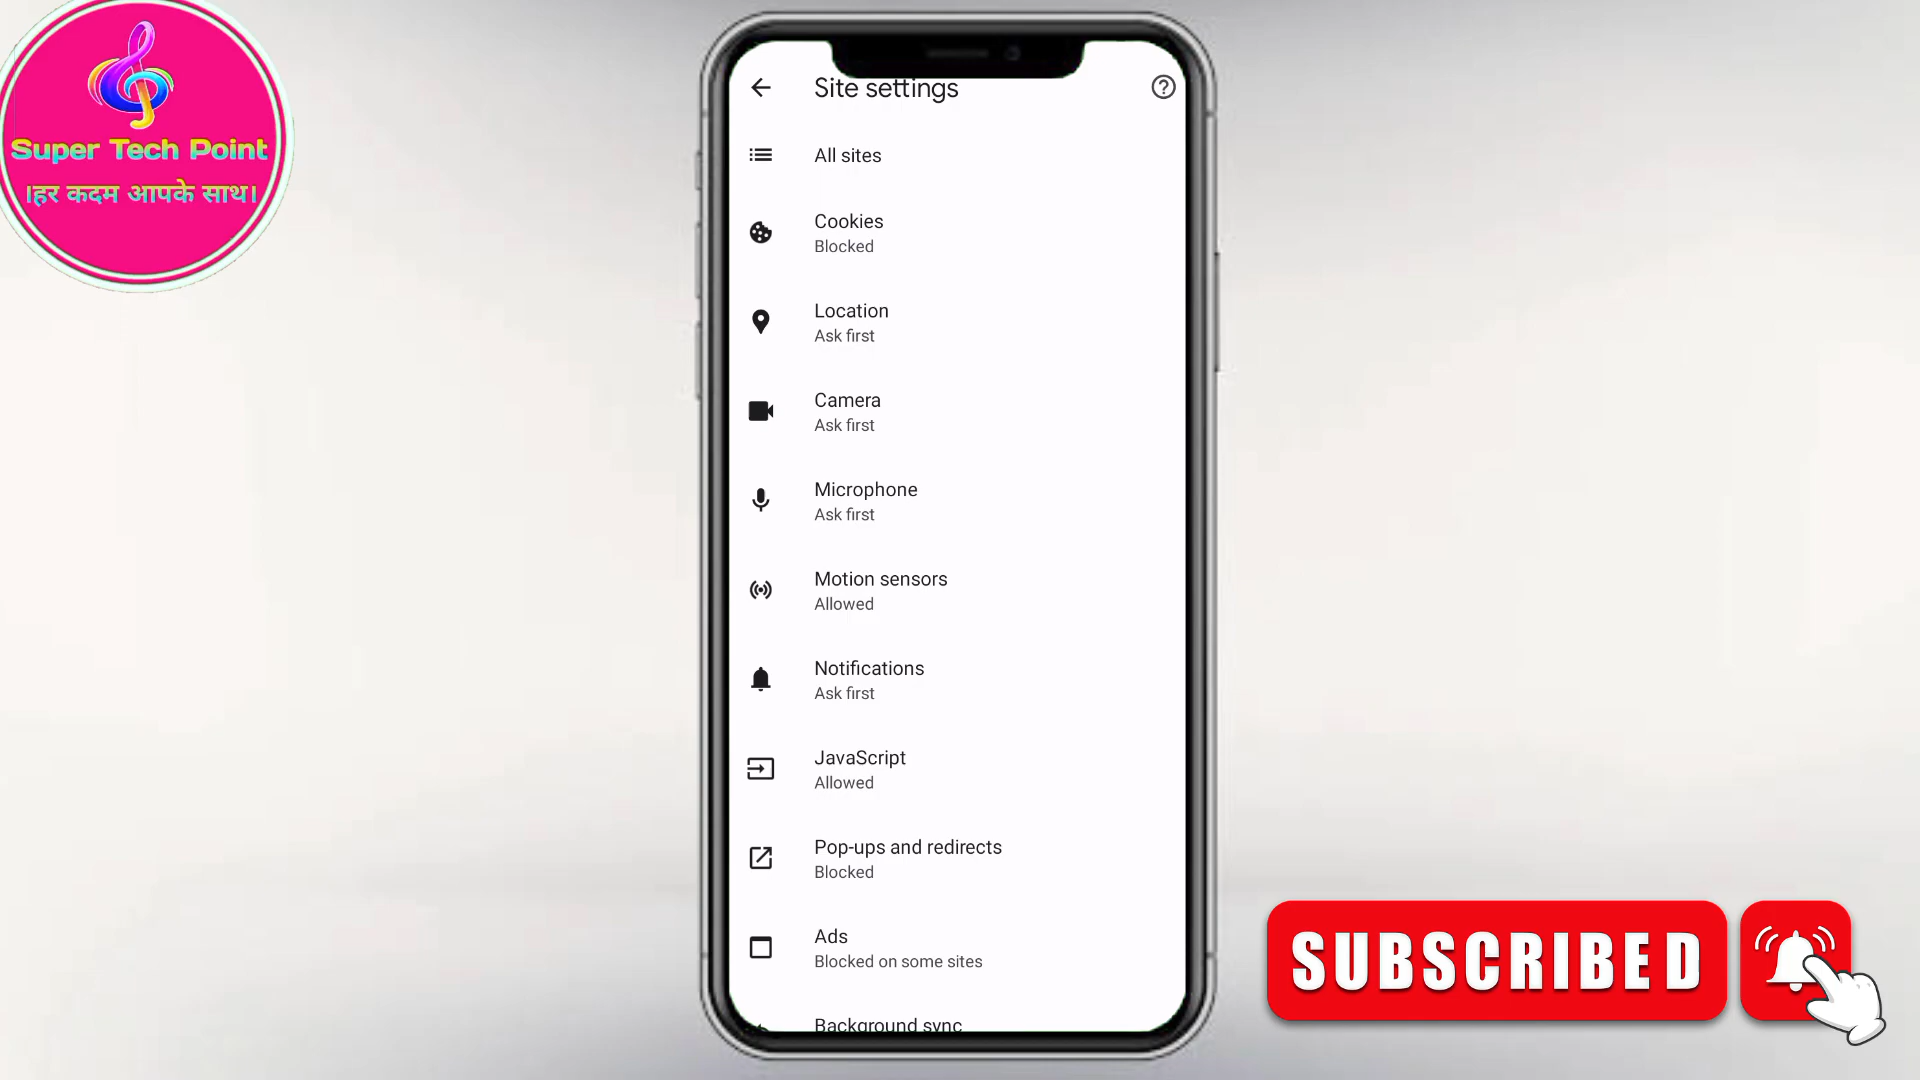 Super Tech Point
।हर कदम आपके साथ।
Site settings
All sites
Cookies
Blocked
Location
Ask first
Camera
Ask first
Microphone
Ask first
Motion sensors
Allowed
Notifications
Ask first
JavaScript
Allowed
Pop-ups and redirects
Blocked
Ads
Blocked on some sites
Background sync
SUBSCRIBED